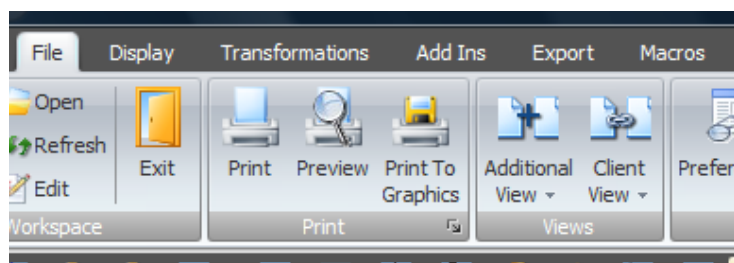 File Display Transformations Add Ins Export Macros
Open
Refresh
Edit
Exit
Print Preview Print To
Graphics
Additional
View
Client
View
Workspace Print Views